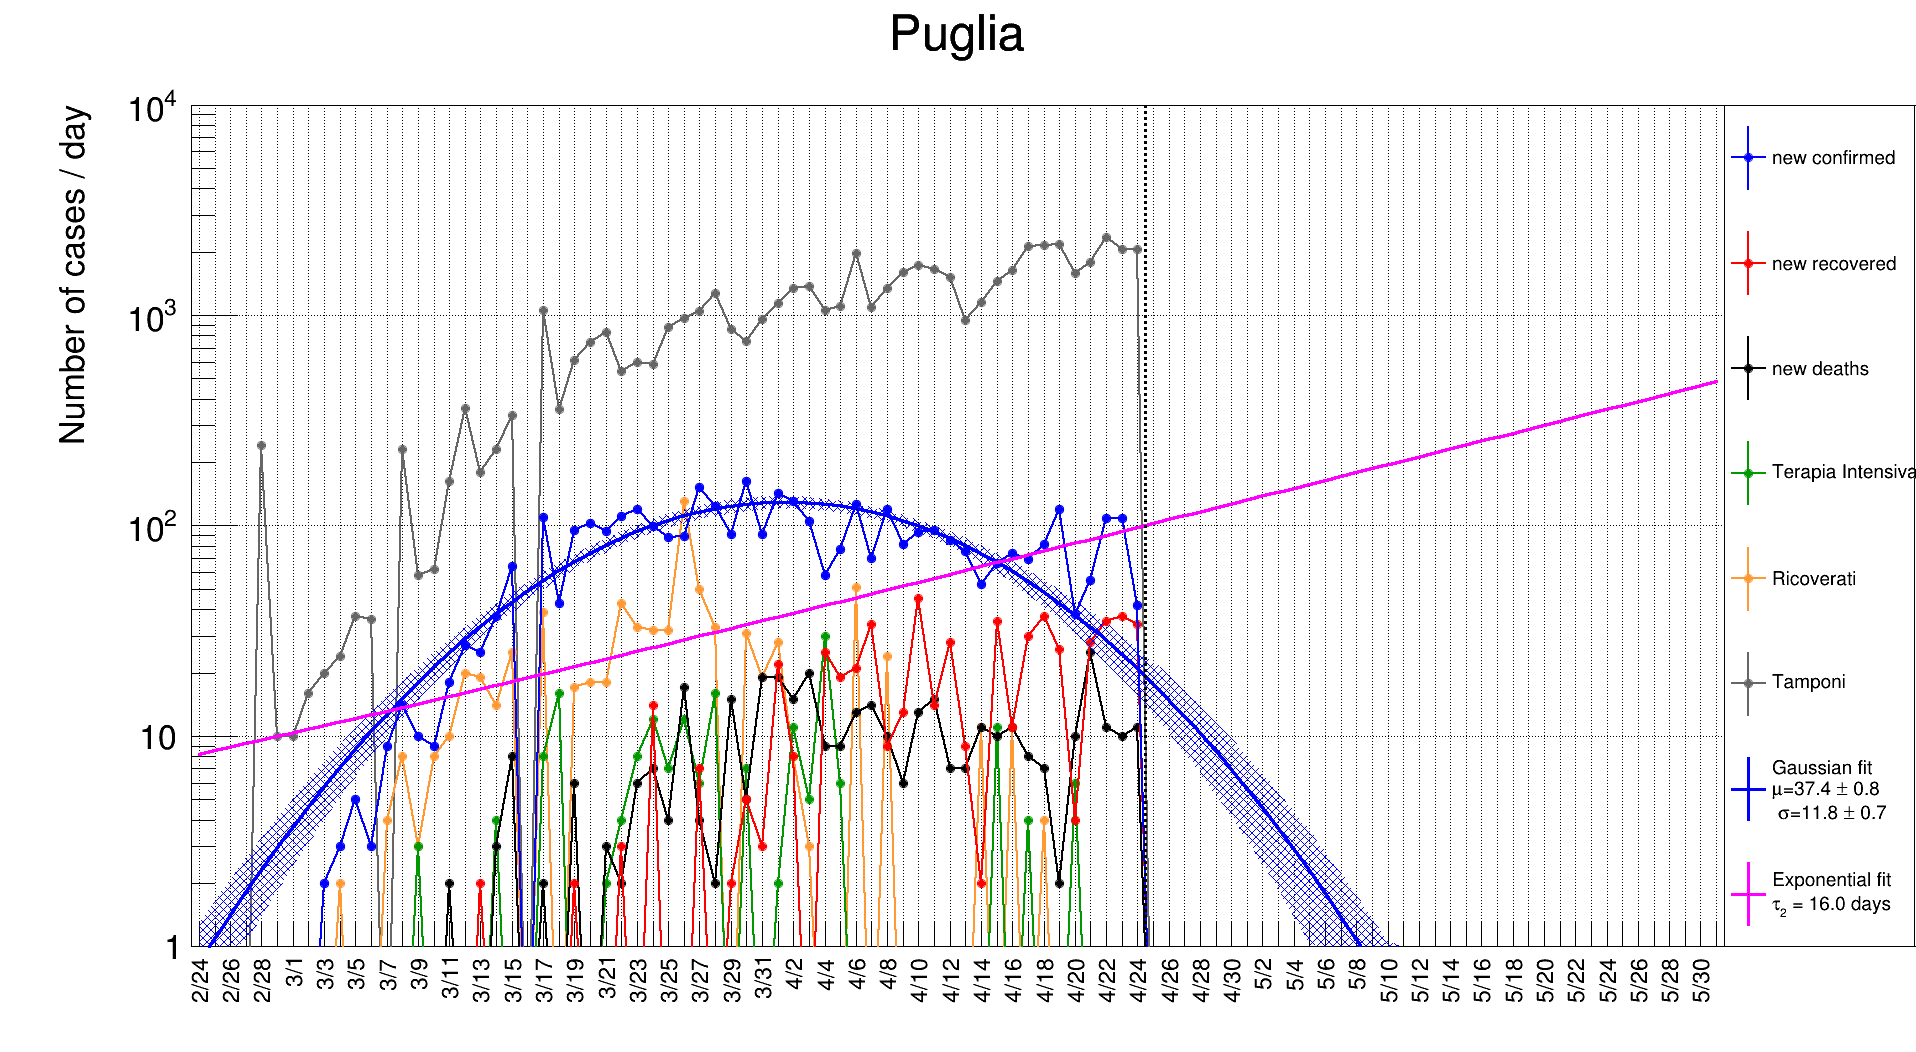 Puglia
Number of cases / day
10⁴
10³
10²
10
1
2/24 2/26 2/28 3/1 3/3 3/5 3/7 3/9 3/11 3/13 3/15 3/17 3/19 3/21 3/23 3/25 3/27 3/29 3/31 4/2 4/4 4/6 4/8 4/10 4/12 4/14 4/16 4/18 4/20 4/22 4/24 4/26 4/28 4/30 5/2 5/4 5/6 5/8 5/10 5/12 5/14 5/16 5/18 5/20 5/22 5/24 5/26 5/28 5/30
new confirmed
new recovered
new deaths
Terapia Intensiva
Ricoverati
Tamponi
Gaussian fit
μ=37.4 ± 0.8
σ=11.8 ± 0.7
Exponential fit
τ₂ = 16.0 days